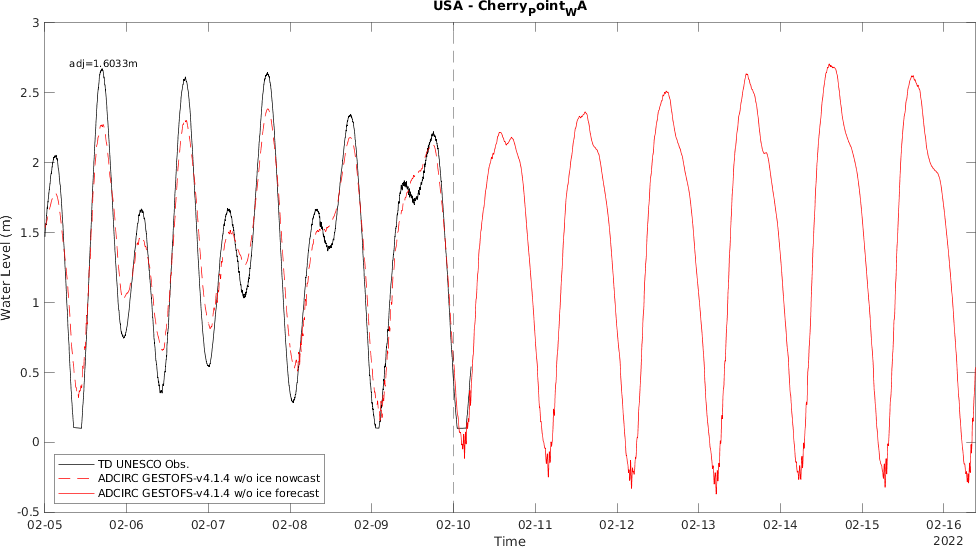 USA - CherryPointWA
adj=1.6033m
3
2.5
2
1.5
1
0.5
0
-0.5
Water Level (m)
TD UNESCO Obs.
ADCIRC GESTOFS-v4.1.4 w/o ice nowcast
ADCIRC GESTOFS-v4.1.4 w/o ice forecast
02-05 02-06 02-07 02-08 02-09 02-10 02-11 02-12 02-13 02-14 02-15 02-16
Time
2022